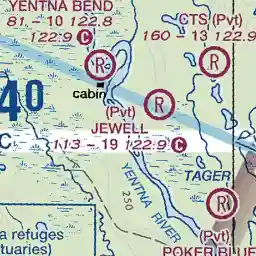 YENTNA BEND
81 - 10 122.8
122.9 C
CTS (Pvt)
160 - 13 122.9
R
R
cabin
R
40
(Pvt)
JEWELL
C
113 - 19 122.9 C
TAGER
YENTNA RIVER
250
R
a refuges
(Pvt)
tuaries)
POKER BLUF